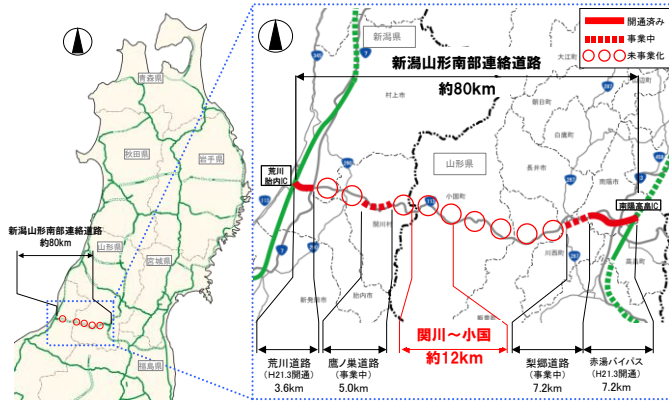 青森県
秋田県
岩手県
新潟山形南部連絡道路
約80km
山形県
宮城県
福島県
開通済み
事業中
未事業化
新潟県
新潟山形南部連絡道路
約80km
村上市
大江町
朝日町
白鷹町
山形県
長井市
南陽市
荒川
胎内IC
小国町
南陽高畠IC
関川村
川西町
高畠町
胎内市
新発田市
飯豊町
7
113
287
関川~小国
約12km
荒川道路
(H21.3開通)
3.6km
鷹ノ巣道路
(事業中)
5.0km
梨郷道路
(事業中)
7.2km
赤湯バイパス
(H21.3開通)
7.2km